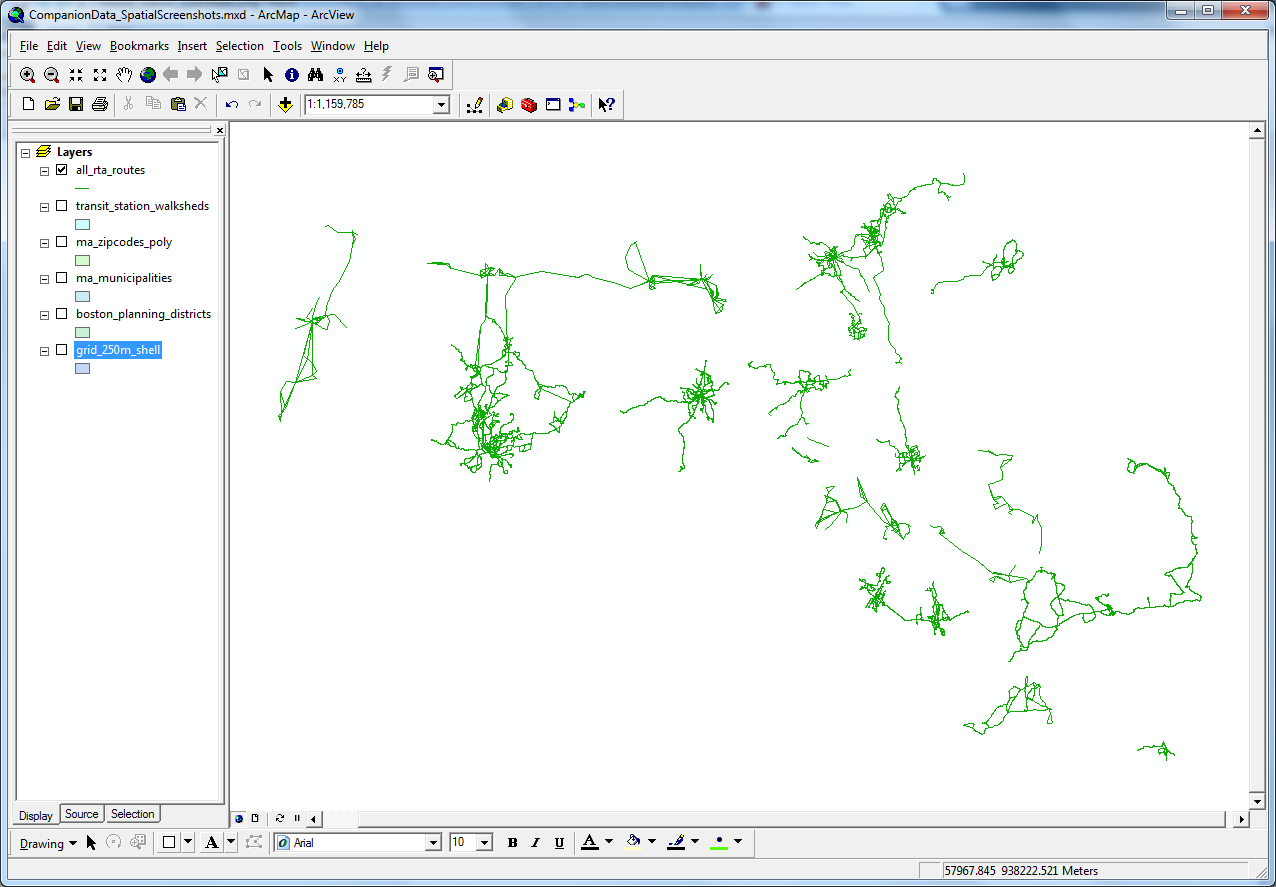 CompanionData_SpatialScreenshots.mxd - ArcMap - ArcView
File Edit View Bookmarks Insert Selection Tools Window Help
1:1,159,785
Layers
all_rta_routes
transit_station_walksheds
ma_zipcodes_poly
ma_municipalities
boston_planning_districts
grid_250m_shell
Display Source Selection
Drawing A Arial 10 B I U A
57967.845 938222.521 Meters